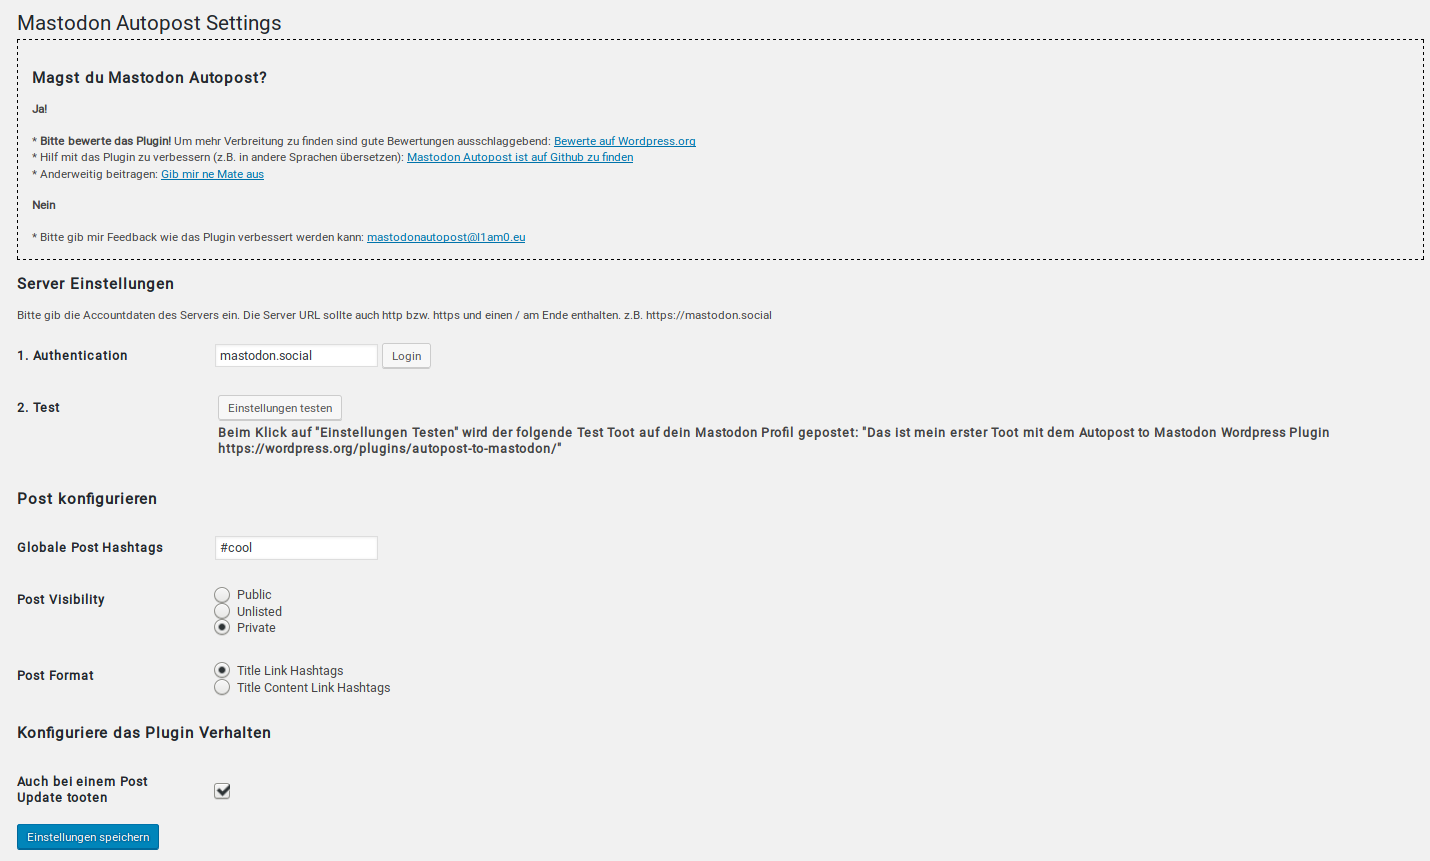 Mastodon Autopost Settings
Magst du Mastodon Autopost?
Ja!
* Bitte bewerte das Plugin! Um mehr Verbreitung zu finden sind gute Bewertungen ausschlaggebend: Bewerte auf Wordpress.org
* Hilf mit das Plugin zu verbessern (z.B. in andere Sprachen übersetzen): Mastodon Autopost ist auf Github zu finden
* Anderweitig beitragen: Gib mir ne Mate aus
Nein
* Bitte gib mir Feedback wie das Plugin verbessert werden kann: mastodonautopost@l1am0.eu
Server Einstellungen
Bitte gib die Accountdaten des Servers ein. Die Server URL sollte auch http bzw. https und einen / am Ende enthalten. z.B. https://mastodon.social
1. Authentication mastodon.social Login
2. Test Einstellungen testen
Beim Klick auf "Einstellungen Testen" wird der folgende Test Toot auf dein Mastodon Profil gepostet: "Das ist mein erster Toot mit dem Autopost to Mastodon Wordpress Plugin
https://wordpress.org/plugins/autopost-to-mastodon/"
Post konfigurieren
Globale Post Hashtags #cool
Post Visibility
Public
Unlisted
Private
Post Format
Title Link Hashtags
Title Content Link Hashtags
Konfiguriere das Plugin Verhalten
Auch bei einem Post
Update tooten
Einstellungen speichern